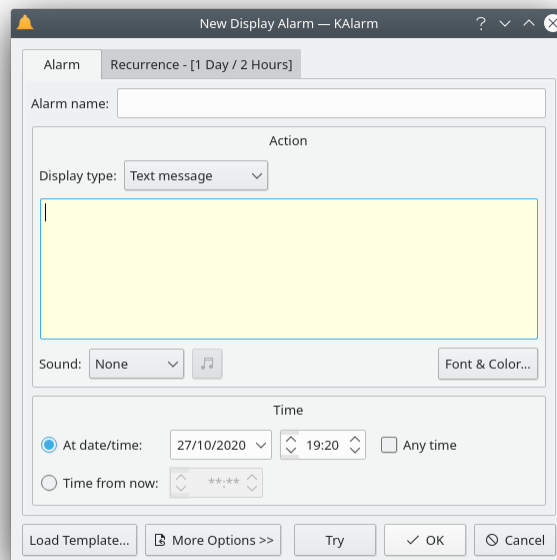 New Display Alarm — KAlarm
Alarm
Recurrence - [1 Day / 2 Hours]
Alarm name:
Action
Display type: Text message
Sound: None
Font & Color...
Time
At date/time: 27/10/2020 19:20 Any time
Time from now: **:**
Load Template... More Options >> Try OK Cancel